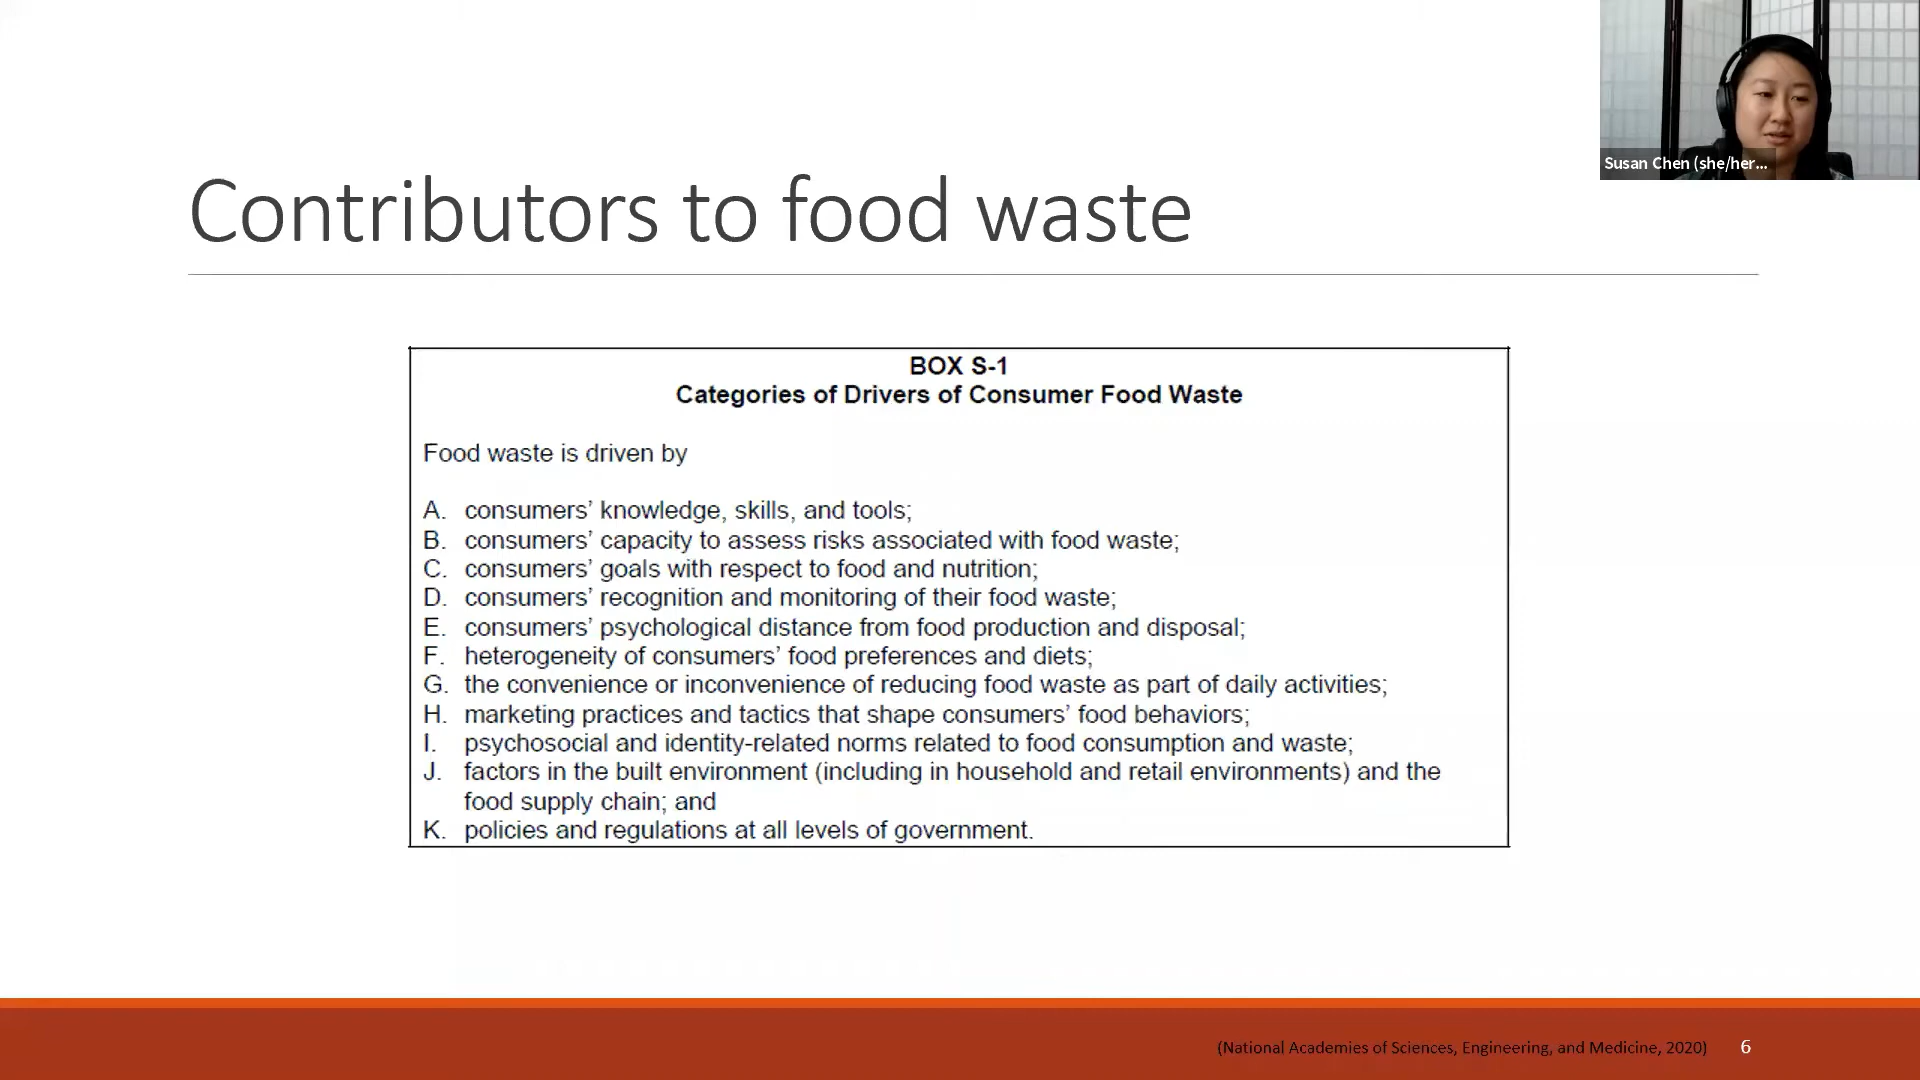 Susan Chen (she/her...
Contributors to food waste
BOX S-1
Categories of Drivers of Consumer Food Waste
Food waste is driven by
A. consumers’ knowledge, skills, and tools;
B. consumers’ capacity to assess risks associated with food waste;
C. consumers’ goals with respect to food and nutrition;
D. consumers’ recognition and monitoring of their food waste;
E. consumers’ psychological distance from food production and disposal;
F. heterogeneity of consumers’ food preferences and diets;
G. the convenience or inconvenience of reducing food waste as part of daily activities;
H. marketing practices and tactics that shape consumers’ food behaviors;
I. psychosocial and identity-related norms related to food consumption and waste;
J. factors in the built environment (including in household and retail environments) and the
food supply chain; and
K. policies and regulations at all levels of government.
(National Academies of Sciences, Engineering, and Medicine, 2020) 6